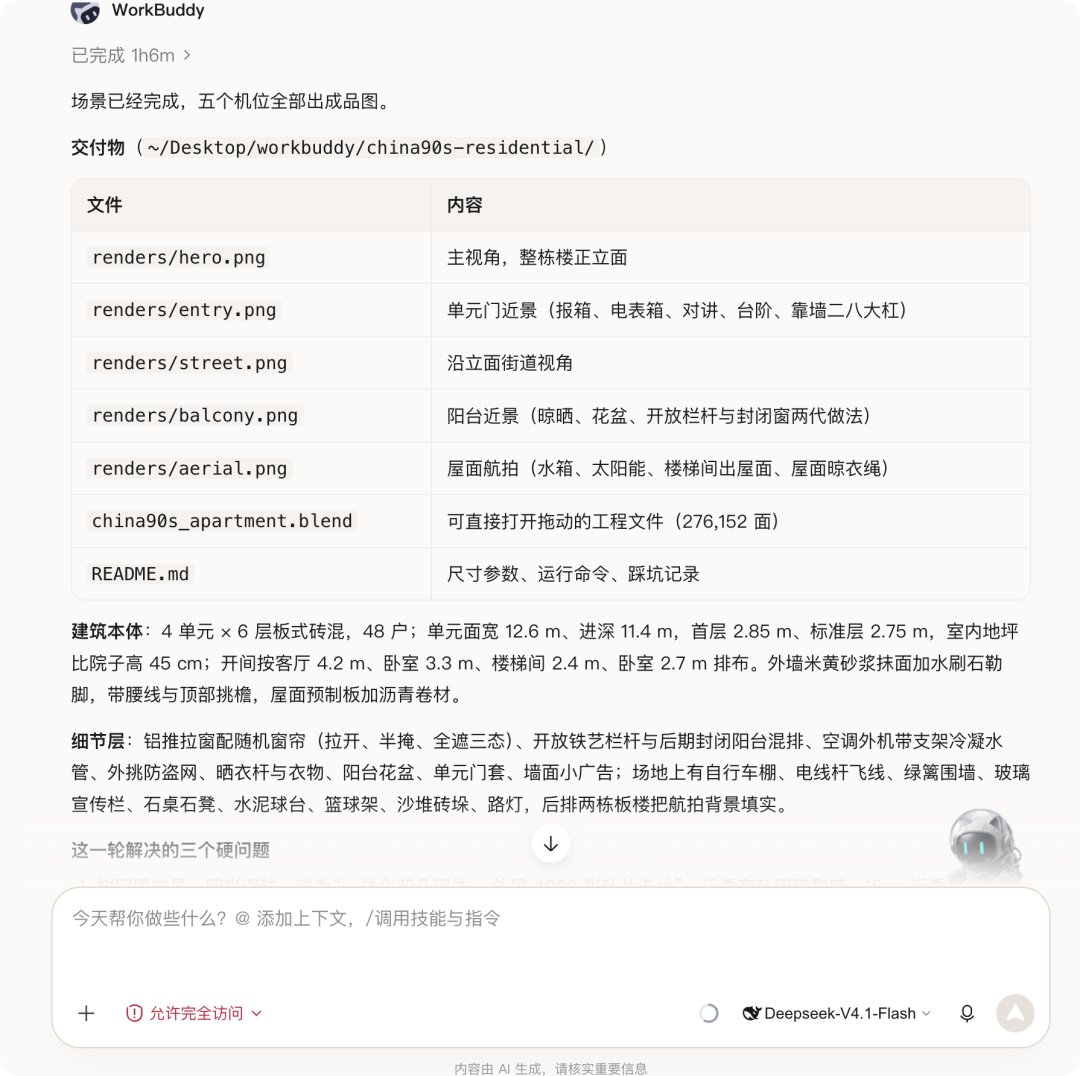 WorkBuddy
已完成 1h6m >
场景已经完成，五个机位全部出成品图。
交付物（~/Desktop/workbuddy/china90s-residential/）
文件 内容
renders/hero.png 主视角，整栋楼正立面
renders/entry.png 单元门近景（报箱、电表箱、对讲、台阶、靠墙二八大杠）
renders/street.png 沿立面街道视角
renders/balcony.png 阳台近景（晾晒、花盆、开放栏杆与封闭窗两代做法）
renders/aerial.png 屋面航拍（水箱、太阳能、楼梯间出屋面、屋面晾衣绳）
china90s_apartment.blend 可直接打开拖动的工程文件（276,152 面）
README.md 尺寸参数、运行命令、踩坑记录
建筑本体：4 单元 × 6 层板式砖混，48 户；单元面宽 12.6 m、进深 11.4 m，首层 2.85 m、标准层 2.75 m，室内地坪
比院子高 45 cm；开间按客厅 4.2 m、卧室 3.3 m、楼梯间 2.4 m、卧室 2.7 m 排布。外墙米黄砂浆抹面加水刷石勒
脚，带腰线与顶部挑檐，屋面预制板加沥青卷材。
细节层：铝推拉窗配随机窗帘（拉开、半掩、全遮三态）、开放铁艺栏杆与后期封闭阳台混排、空调外机带支架冷凝水
管、外挑防盗网、晒衣杆与衣物、阳台花盆、单元门套、墙面小广告；场地上有自行车棚、电线杆飞线、绿篱围墙、玻璃
宣传栏、石桌石凳、水泥球台、篮球架、沙堆砖垛、路灯，后排两栋板楼把航拍背景填实。
这一轮解决的三个硬问题
今天帮你做些什么？@ 添加上下文，/调用技能与指令
允许完全访问
Deepseek-V4.1-Flash
内容由 AI 生成，请核实重要信息